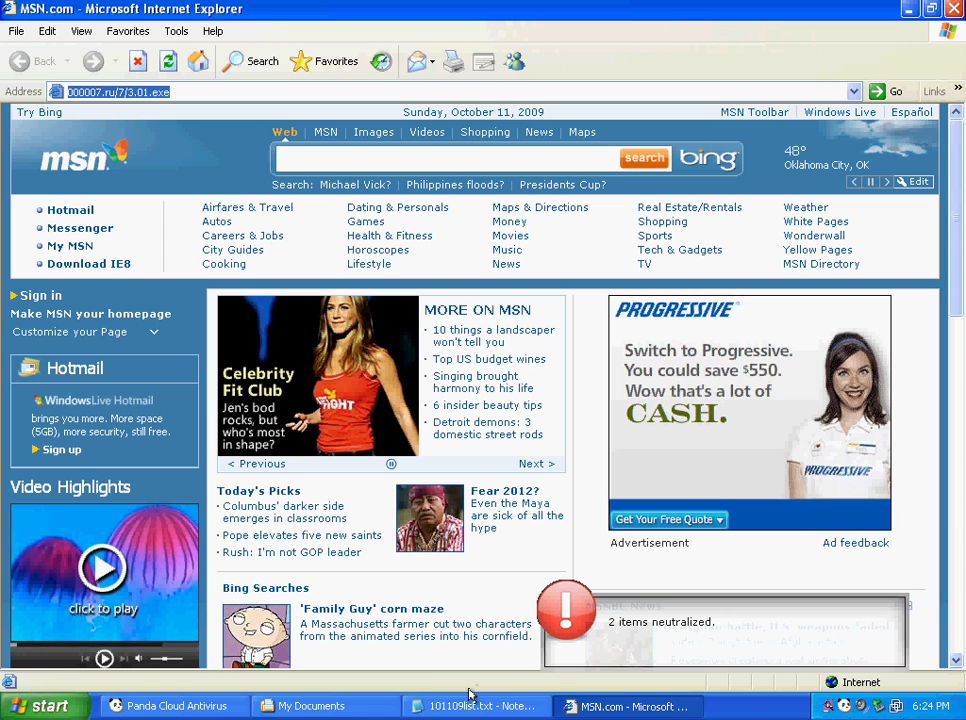 MSN.com - Microsoft Internet Explorer
File Edit View Favorites Tools Help
Back Search Favorites
Address 000007.ru/7/3.01.exe Go Links »
Try Bing Sunday, October 11, 2009 MSN Toolbar Windows Live Español
Web MSN Images Videos Shopping News Maps
msn search bing
48°
Oklahoma City, OK
Search: Michael Vick? Philippines floods? Presidents Cup? Edit
Hotmail
Messenger
My MSN
Download IE8
Airfares & Travel Dating & Personals Maps & Directions Real Estate/Rentals Weather
Autos Games Money Shopping White Pages
Careers & Jobs Health & Fitness Movies Sports Wonderwall
City Guides Horoscopes Music Tech & Gadgets Yellow Pages
Cooking Lifestyle News TV MSN Directory
Sign in
Make MSN your homepage
Customize your Page
Hotmail
Windows Live Hotmail
brings you more. More space
(5GB), more security, still free.
Sign up
Video Highlights
click to play
Celebrity
Fit Club
Jen's bod
rocks, but
who's most
in shape?
FIGHT
MORE ON MSN
10 things a landscaper
won't tell you
Top US budget wines
Singing brought
harmony to his life
6 insider beauty tips
Detroit demons: 3
domestic street rods
< Previous Next >
Today's Picks
Columbus' darker side
emerges in classrooms
Pope elevates five new saints
Rush: I'm not GOP leader
Fear 2012?
Even the Maya
are sick of all the
hype
Bing Searches
'Family Guy' corn maze
A Massachusetts farmer cut two characters
from the animated series into his cornfield.
PROGRESSIVE
Switch to Progressive.
You could save $550.
Wow that's a lot of
CASH.
PROGRESSIVE
Get Your Free Quote
Advertisement Ad feedback
2 items neutralized.
Internet
start Panda Cloud Antivirus My Documents 101109list.txt - Note... MSN.com - Microsoft ... 6:24 PM